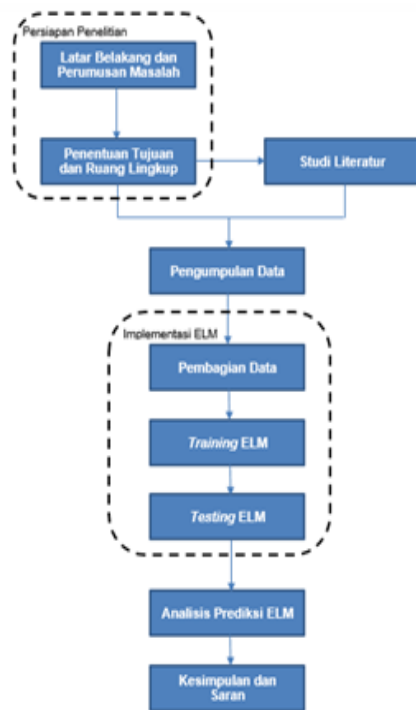 Persiapan Penelitian
Latar Belakang dan
Perumusan Masalah
Penentuan Tujuan
dan Ruang Lingkup
Studi Literatur
Pengumpulan Data
Implementasi ELM
Pembagian Data
Training ELM
Testing ELM
Analisis Prediksi ELM
Kesimpulan dan
Saran